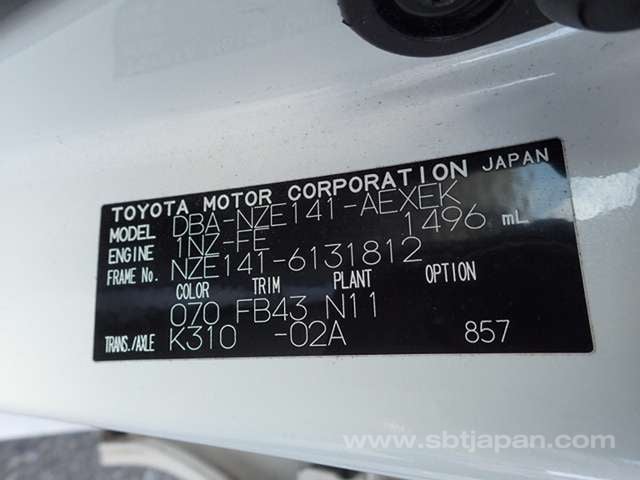 TOYOTA MOTOR CORPORATION JAPAN
MODEL DBA-NZE141-AEXEK
ENGINE 1NZ-FE 1496 mL
FRAME No. NZE141-6131812
COLOR TRIM PLANT OPTION
070 FB43 N11
TRANS./AXLE K310 -02A 857
www.sbtjapan.com